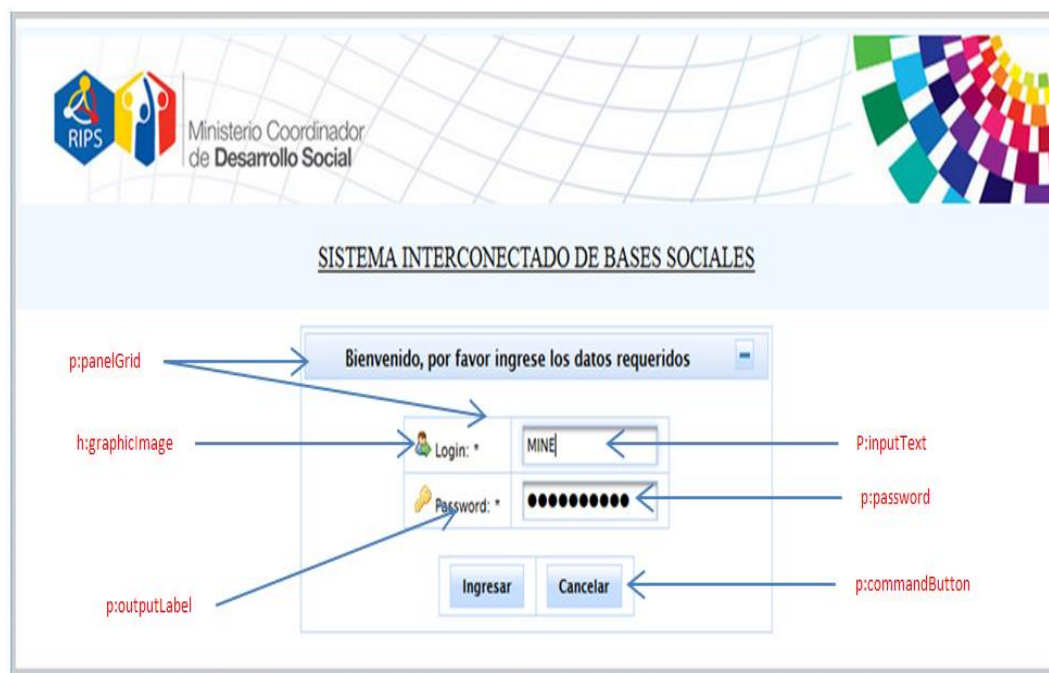 RIPS
Ministerio Coordinador
de Desarrollo Social
SISTEMA INTERCONECTADO DE BASES SOCIALES
p:panelGrid
Bienvenido, por favor ingrese los datos requeridos
h:graphicImage
Login: *
MINE
P:inputText
Password: *
p:password
p:outputLabel
Ingresar
Cancelar
p:commandButton